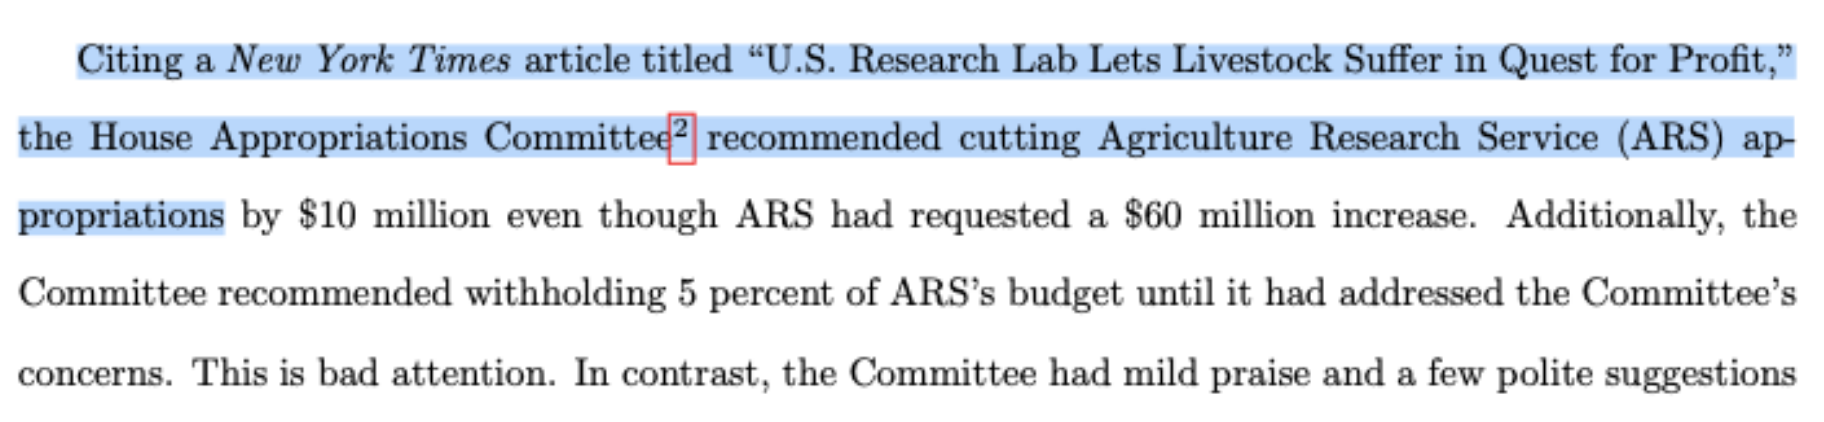 Citing a New York Times article titled “U.S. Research Lab Lets Livestock Suffer in Quest for Profit,”
the House Appropriations Committee² recommended cutting Agriculture Research Service (ARS) ap-
propriations by $10 million even though ARS had requested a $60 million increase. Additionally, the
Committee recommended withholding 5 percent of ARS’s budget until it had addressed the Committee’s
concerns. This is bad attention. In contrast, the Committee had mild praise and a few polite suggestions